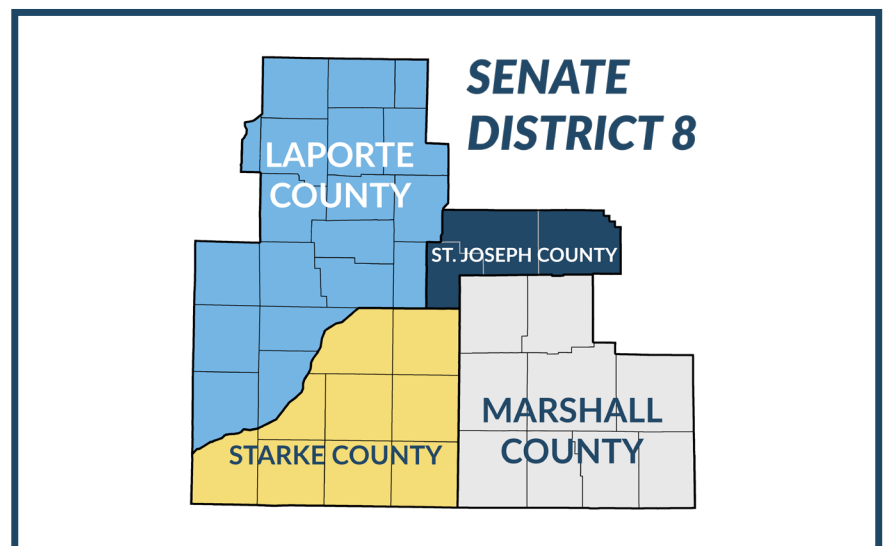 SENATE
DISTRICT 8
LAPORTE
COUNTY
ST. JOSEPH COUNTY
MARSHALL
COUNTY
STARKE COUNTY